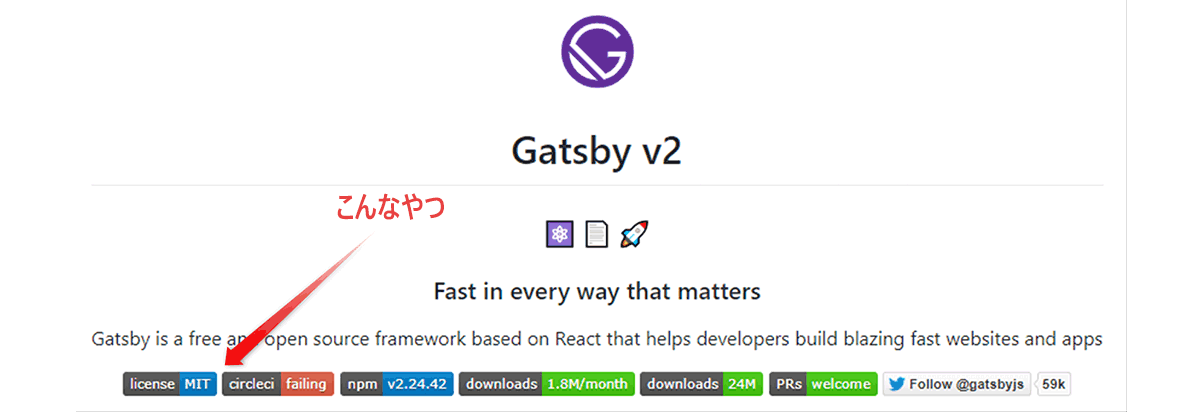 Gatsby v2
こんなやつ
Fast in every way that matters
Gatsby is a free and open source framework based on React that helps developers build blazing fast websites and apps
license MIT circleci failing npm v2.24.42 downloads 1.8M/month downloads 24M PRs welcome Follow @gatsbyjs 59k